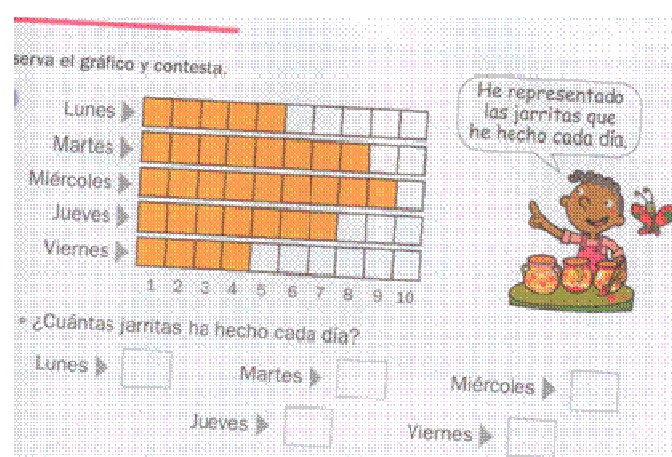 serva el gráfico y contesta.
He representado
las jarritas que
he hecho cada día.
Lunes
Martes
Miércoles
Jueves
Viernes
1 2 3 4 5 6 7 8 9 10
¿Cuántas jarritas ha hecho cada día?
Lunes
Martes
Miércoles
Jueves
Viernes